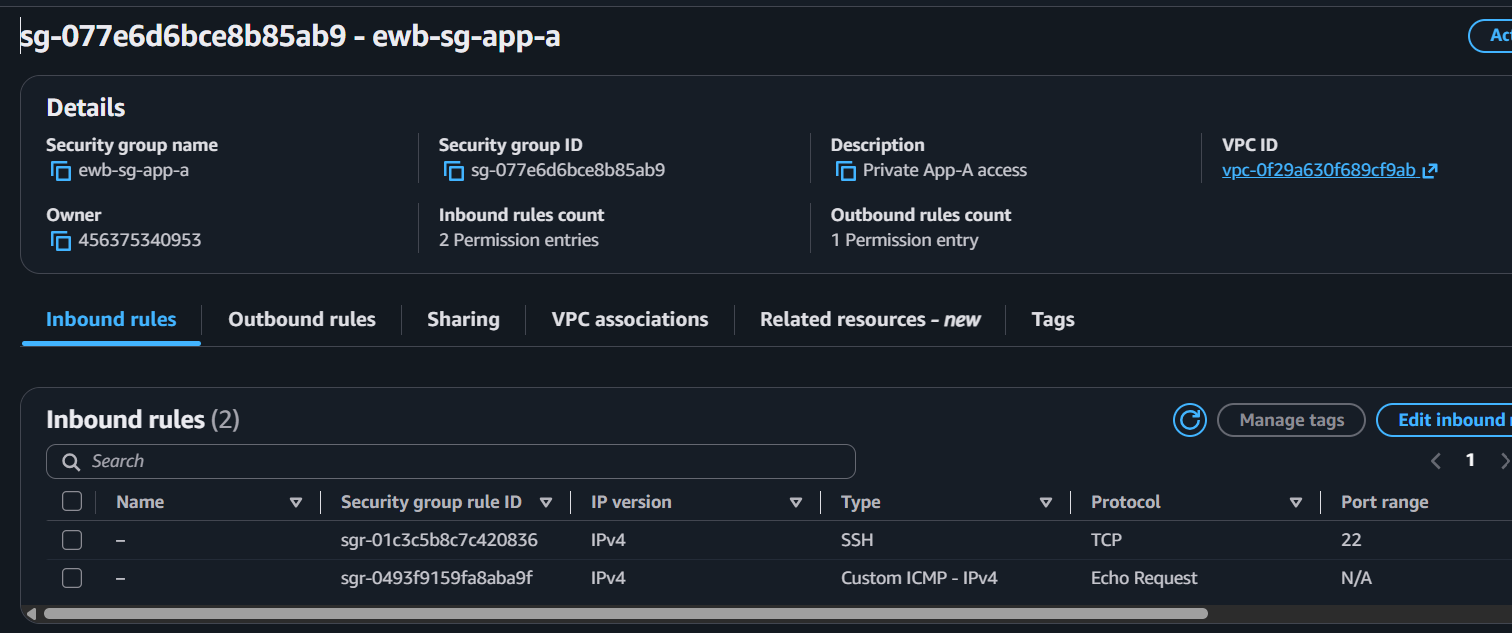 sg-077e6d6bce8b85ab9 - ewb-sg-app-a
Details
Security group name
ewb-sg-app-a
Security group ID
sg-077e6d6bce8b85ab9
Description
Private App-A access
VPC ID
vpc-0f29a630f689cf9ab
Owner
456375340953
Inbound rules count
2 Permission entries
Outbound rules count
1 Permission entry
Inbound rules Outbound rules Sharing VPC associations Related resources - new Tags
Inbound rules (2)
Manage tags
Edit inbound
Search
1
Name Security group rule ID IP version Type Protocol Port range
– sgr-01c3c5b8c7c420836 IPv4 SSH TCP 22
– sgr-0493f9159fa8aba9f IPv4 Custom ICMP - IPv4 Echo Request N/A